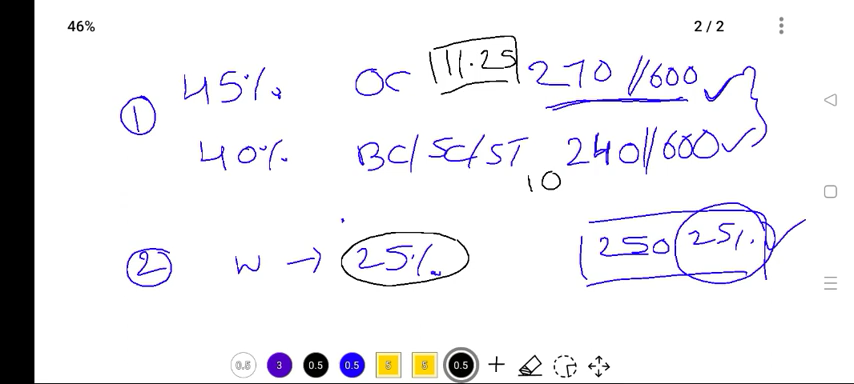 46% 2/2
① 45% OC 11.25 270//600
40% BC/SC/ST 240//600
10
② W → 25% 250 25%
0.5 3 0.5 0.5 5 5 0.5